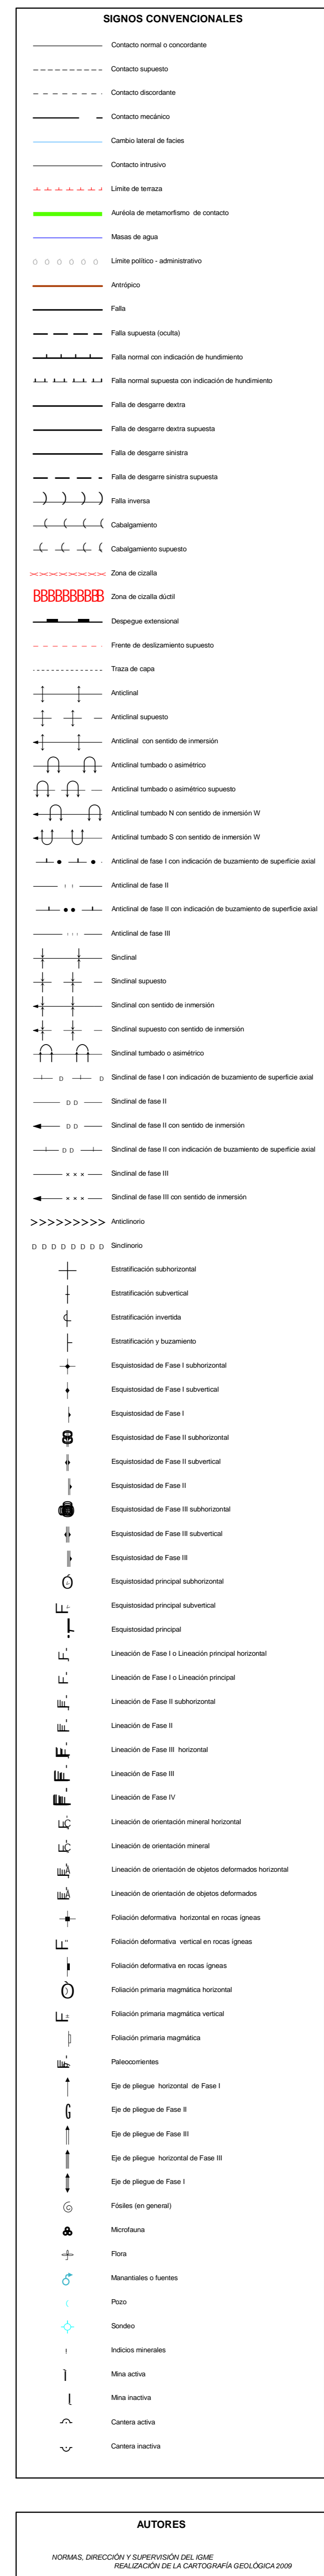 SIGNOS CONVENCIONALES
Contacto normal o concordante
Contacto supuesto
Contacto discordante
Contacto mecánico
Cambio lateral de facies
Contacto intrusivo
Límite de terraza
Auréola de metamorfismo de contacto
Masas de agua
Límite político - administrativo
Antrópico
Falla
Falla supuesta (oculta)
Falla normal con indicación de hundimiento
Falla normal supuesta con indicación de hundimiento
Falla de desgarre dextra
Falla de desgarre dextra supuesta
Falla de desgarre sinistra
Falla de desgarre sinistra supuesta
Falla inversa
Cabalgamiento
Cabalgamiento supuesto
Zona de cizalla
Zona de cizalla dúctil
Despegue extensional
Frente de deslizamiento supuesto
Traza de capa
Anticlinal
Anticlinal supuesto
Anticlinal con sentido de inmersión
Anticlinal tumbado o asimétrico
Anticlinal tumbado o asimétrico supuesto
Anticlinal tumbado N con sentido de inmersión W
Anticlinal tumbado S con sentido de inmersión W
Anticlinal de fase I con indicación de buzamiento de superficie axial
Anticlinal de fase II
Anticlinal de fase II con indicación de buzamiento de superficie axial
Anticlinal de fase III
Sinclinal
Sinclinal supuesto
Sinclinal con sentido de inmersión
Sinclinal supuesto con sentido de inmersión
Sinclinal tumbado o asimétrico
Sinclinal de fase I con indicación de buzamiento de superficie axial
Sinclinal de fase II
Sinclinal de fase II con sentido de inmersión
Sinclinal de fase II con indicación de buzamiento de superficie axial
Sinclinal de fase III
Sinclinal de fase III con sentido de inmersión
Anticlinorio
Sinclinorio
Estratificación subhorizontal
Estratificación subvertical
Estratificación invertida
Estratificación y buzamiento
Esquistosidad de Fase I subhorizontal
Esquistosidad de Fase I subvertical
Esquistosidad de Fase I
Esquistosidad de Fase II subhorizontal
Esquistosidad de Fase II subvertical
Esquistosidad de Fase II
Esquistosidad de Fase III subhorizontal
Esquistosidad de Fase III subvertical
Esquistosidad de Fase III
Esquistosidad principal subhorizontal
Esquistosidad principal subvertical
Esquistosidad principal
Lineación de Fase I o Lineación principal horizontal
Lineación de Fase I o Lineación principal
Lineación de Fase II subhorizontal
Lineación de Fase II
Lineación de Fase III horizontal
Lineación de Fase III
Lineación de Fase IV
Lineación de orientación mineral horizontal
Lineación de orientación mineral
Lineación de orientación de objetos deformados horizontal
Lineación de orientación de objetos deformados
Foliación deformativa horizontal en rocas ígneas
Foliación deformativa vertical en rocas ígneas
Foliación deformativa en rocas ígneas
Foliación primaria magmática horizontal
Foliación primaria magmática vertical
Foliación primaria magmática
Paleocorrientes
Eje de pliegue horizontal de Fase I
Eje de pliegue de Fase II
Eje de pliegue de Fase III
Eje de pliegue horizontal de Fase III
Eje de pliegue de Fase I
Fósiles (en general)
Microfauna
Flora
Manantiales o fuentes
Pozo
Sondeo
Indicios minerales
Mina activa
Mina inactiva
Cantera activa
Cantera inactiva
AUTORES
NORMAS, DIRECCIÓN Y SUPERVISIÓN DEL IGME
REALIZACIÓN DE LA CARTOGRAFÍA GEOLÓGICA 2009